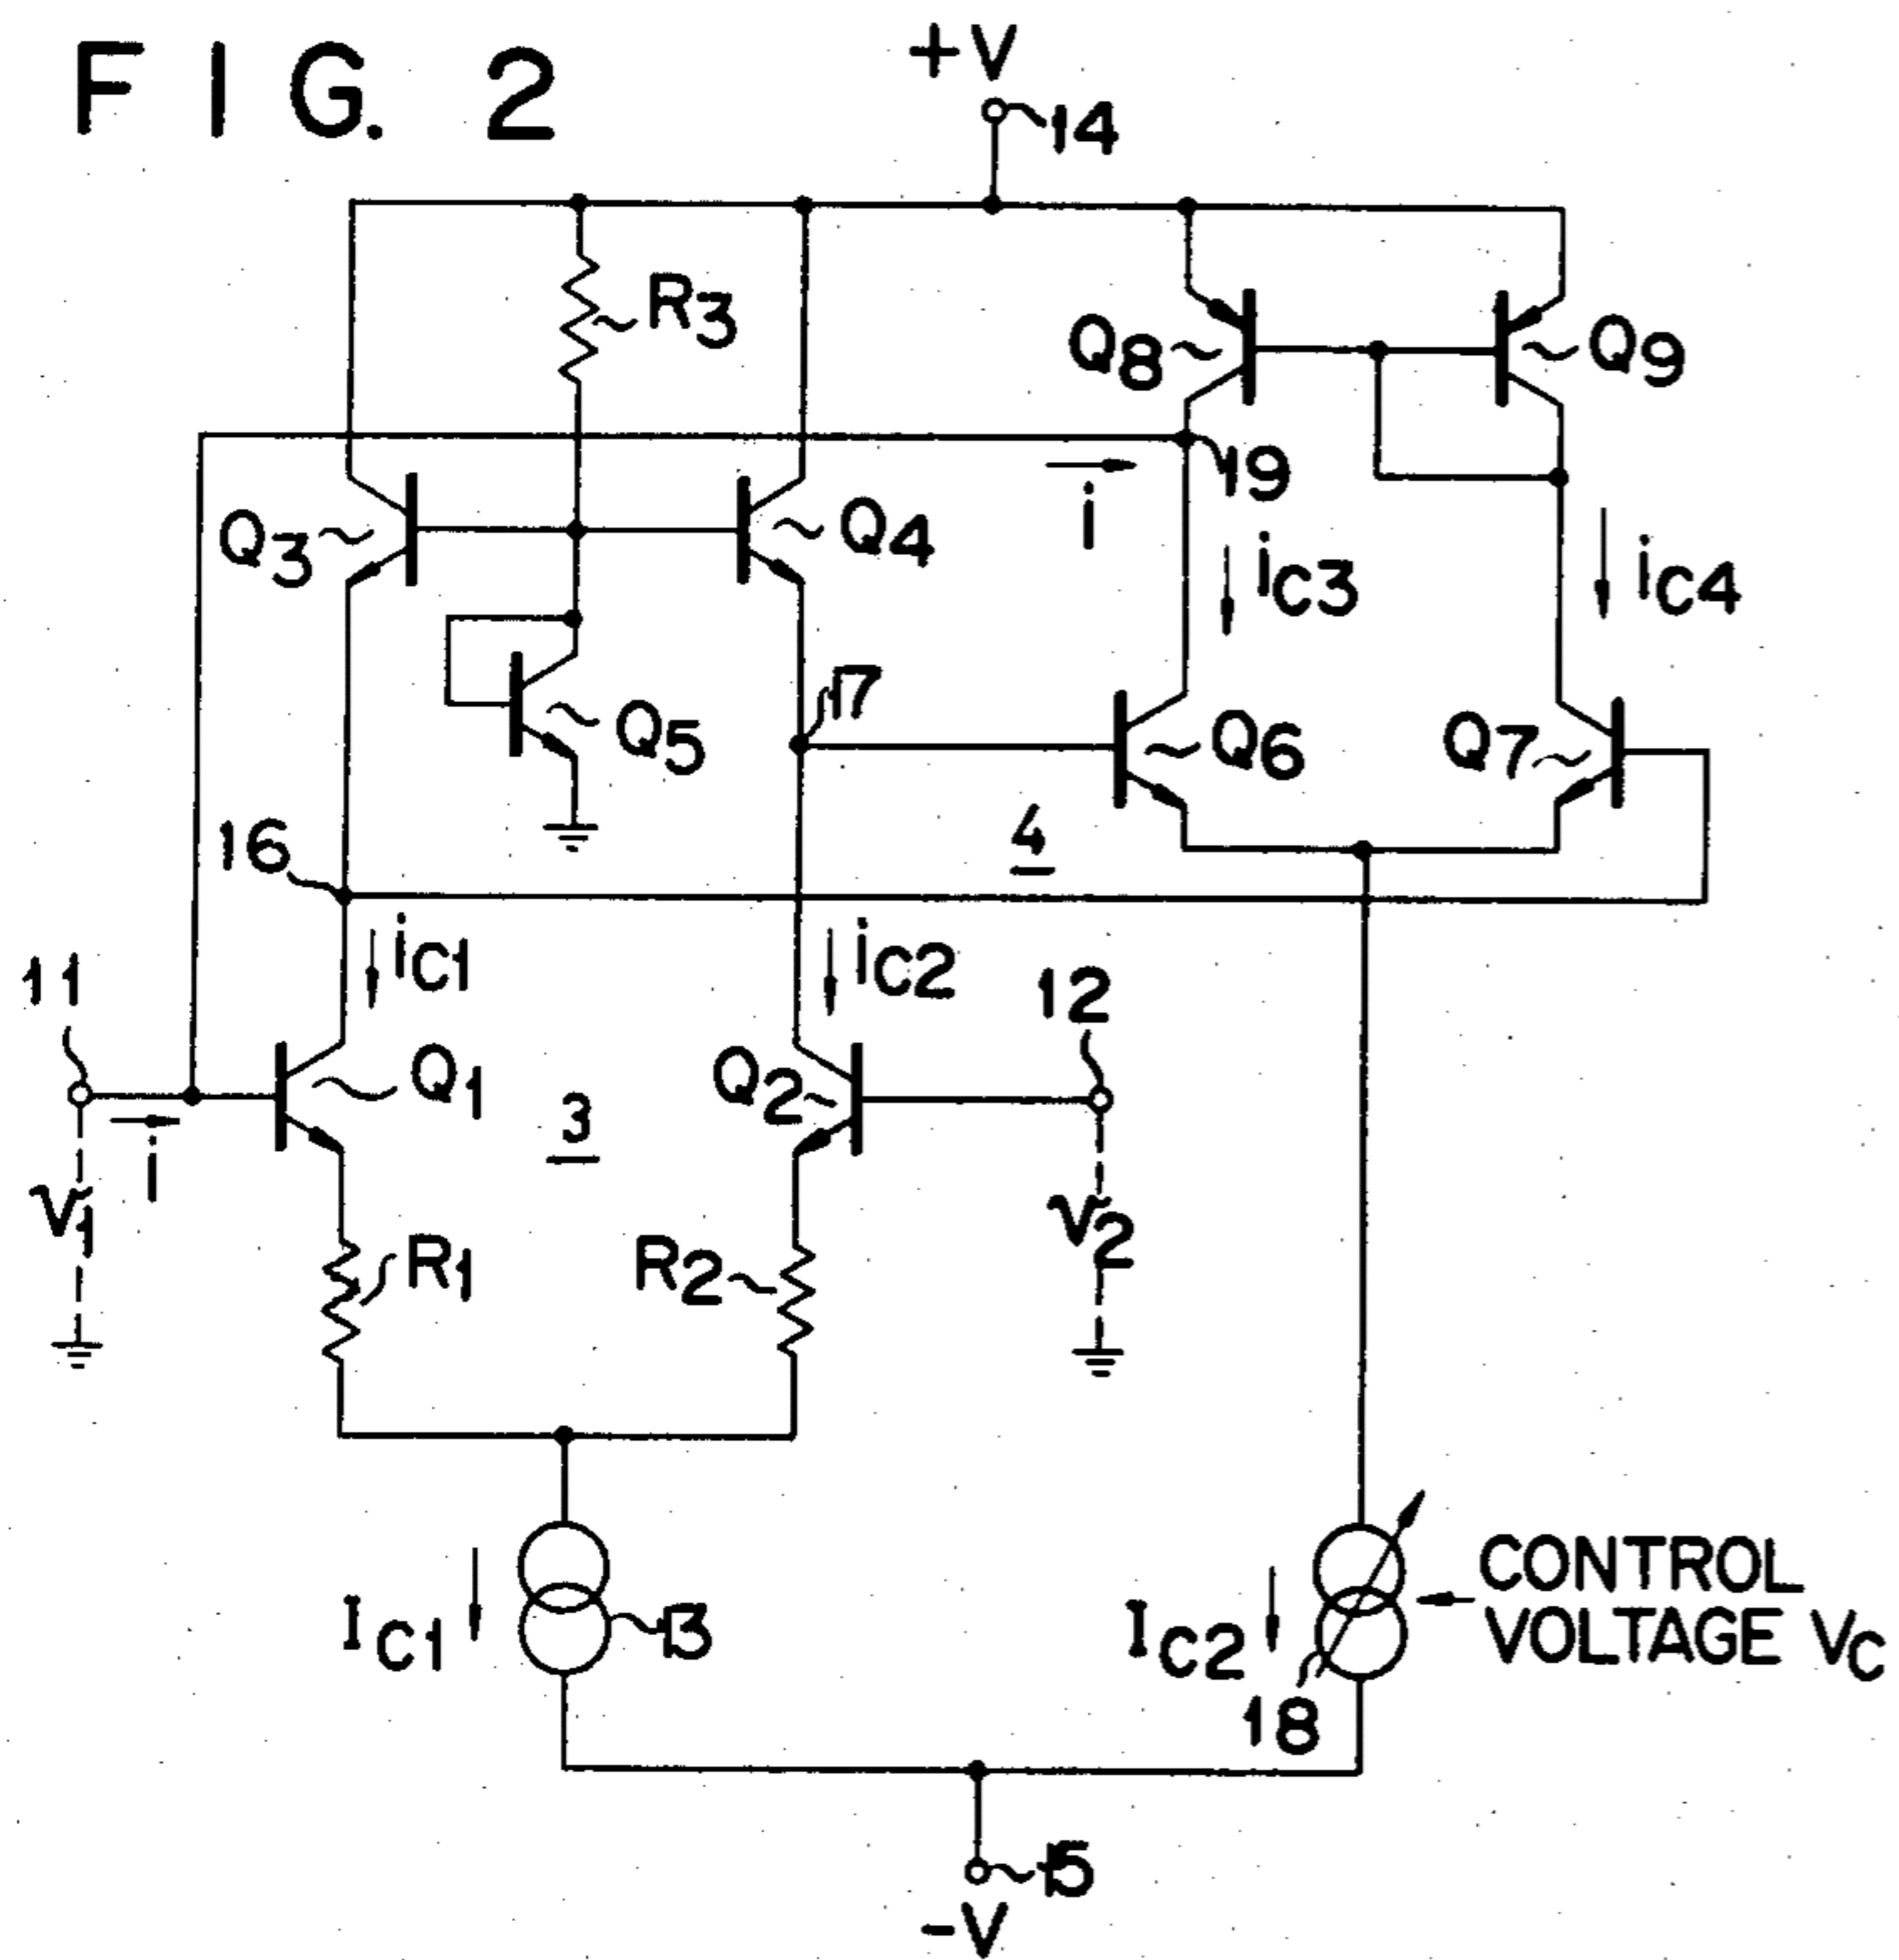 FIG. 2
+V
14
R3
Q8
Q9
19
i
Q3
Q4
iC3
iC4
Q5
17
Q6
Q7
4
16
iC1
iC2
11
12
Q1
Q2
3
i
V1
V2
R1
R2
IC1
13
IC2
CONTROL
VOLTAGE VC
18
15
-V